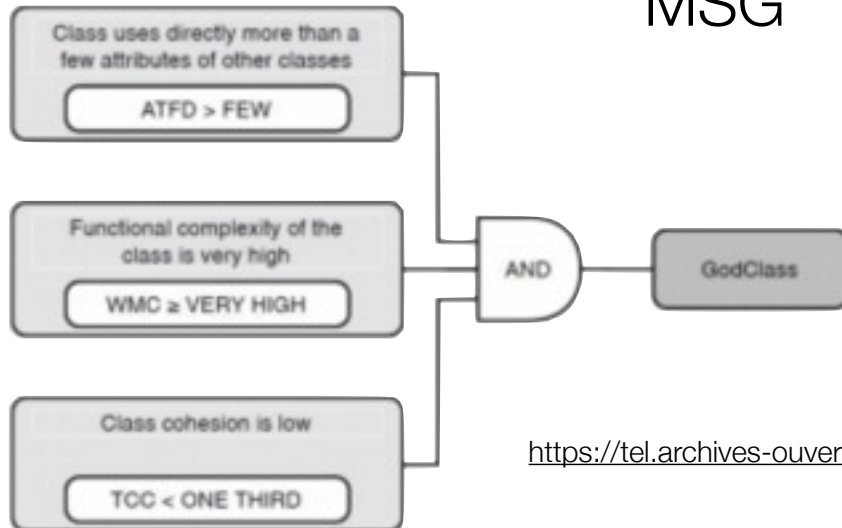 MSG
Class uses directly more than a
few attributes of other classes
ATFD > FEW
Functional complexity of the
class is very high
WMC ≥ VERY HIGH
AND
GodClass
Class cohesion is low
TCC < ONE THIRD
https://tel.archives-ouver